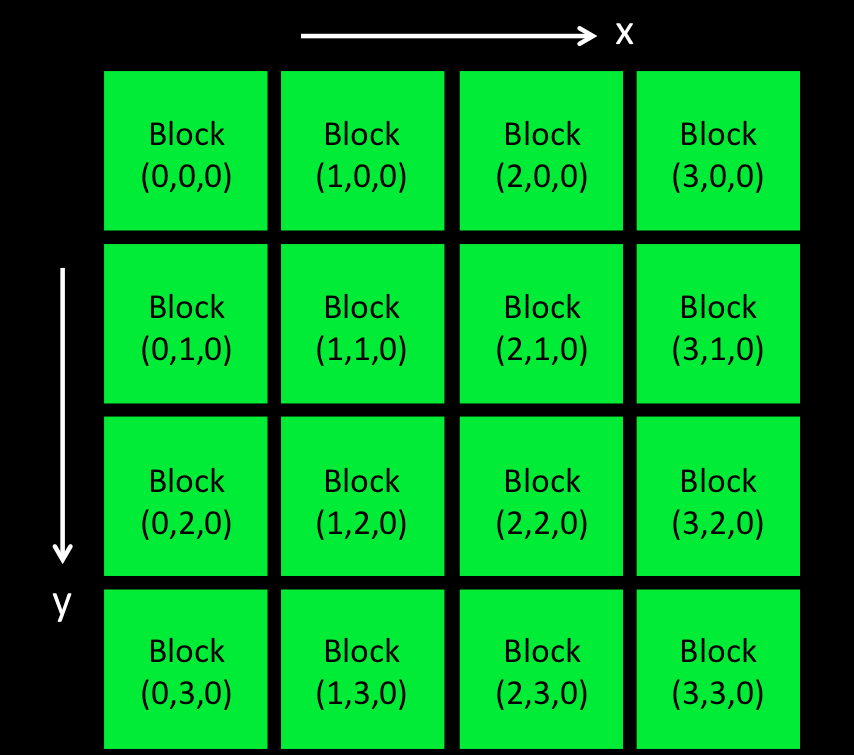 x
Block
(0,0,0)
Block
(1,0,0)
Block
(2,0,0)
Block
(3,0,0)
Block
(0,1,0)
Block
(1,1,0)
Block
(2,1,0)
Block
(3,1,0)
Block
(0,2,0)
Block
(1,2,0)
Block
(2,2,0)
Block
(3,2,0)
y
Block
(0,3,0)
Block
(1,3,0)
Block
(2,3,0)
Block
(3,3,0)